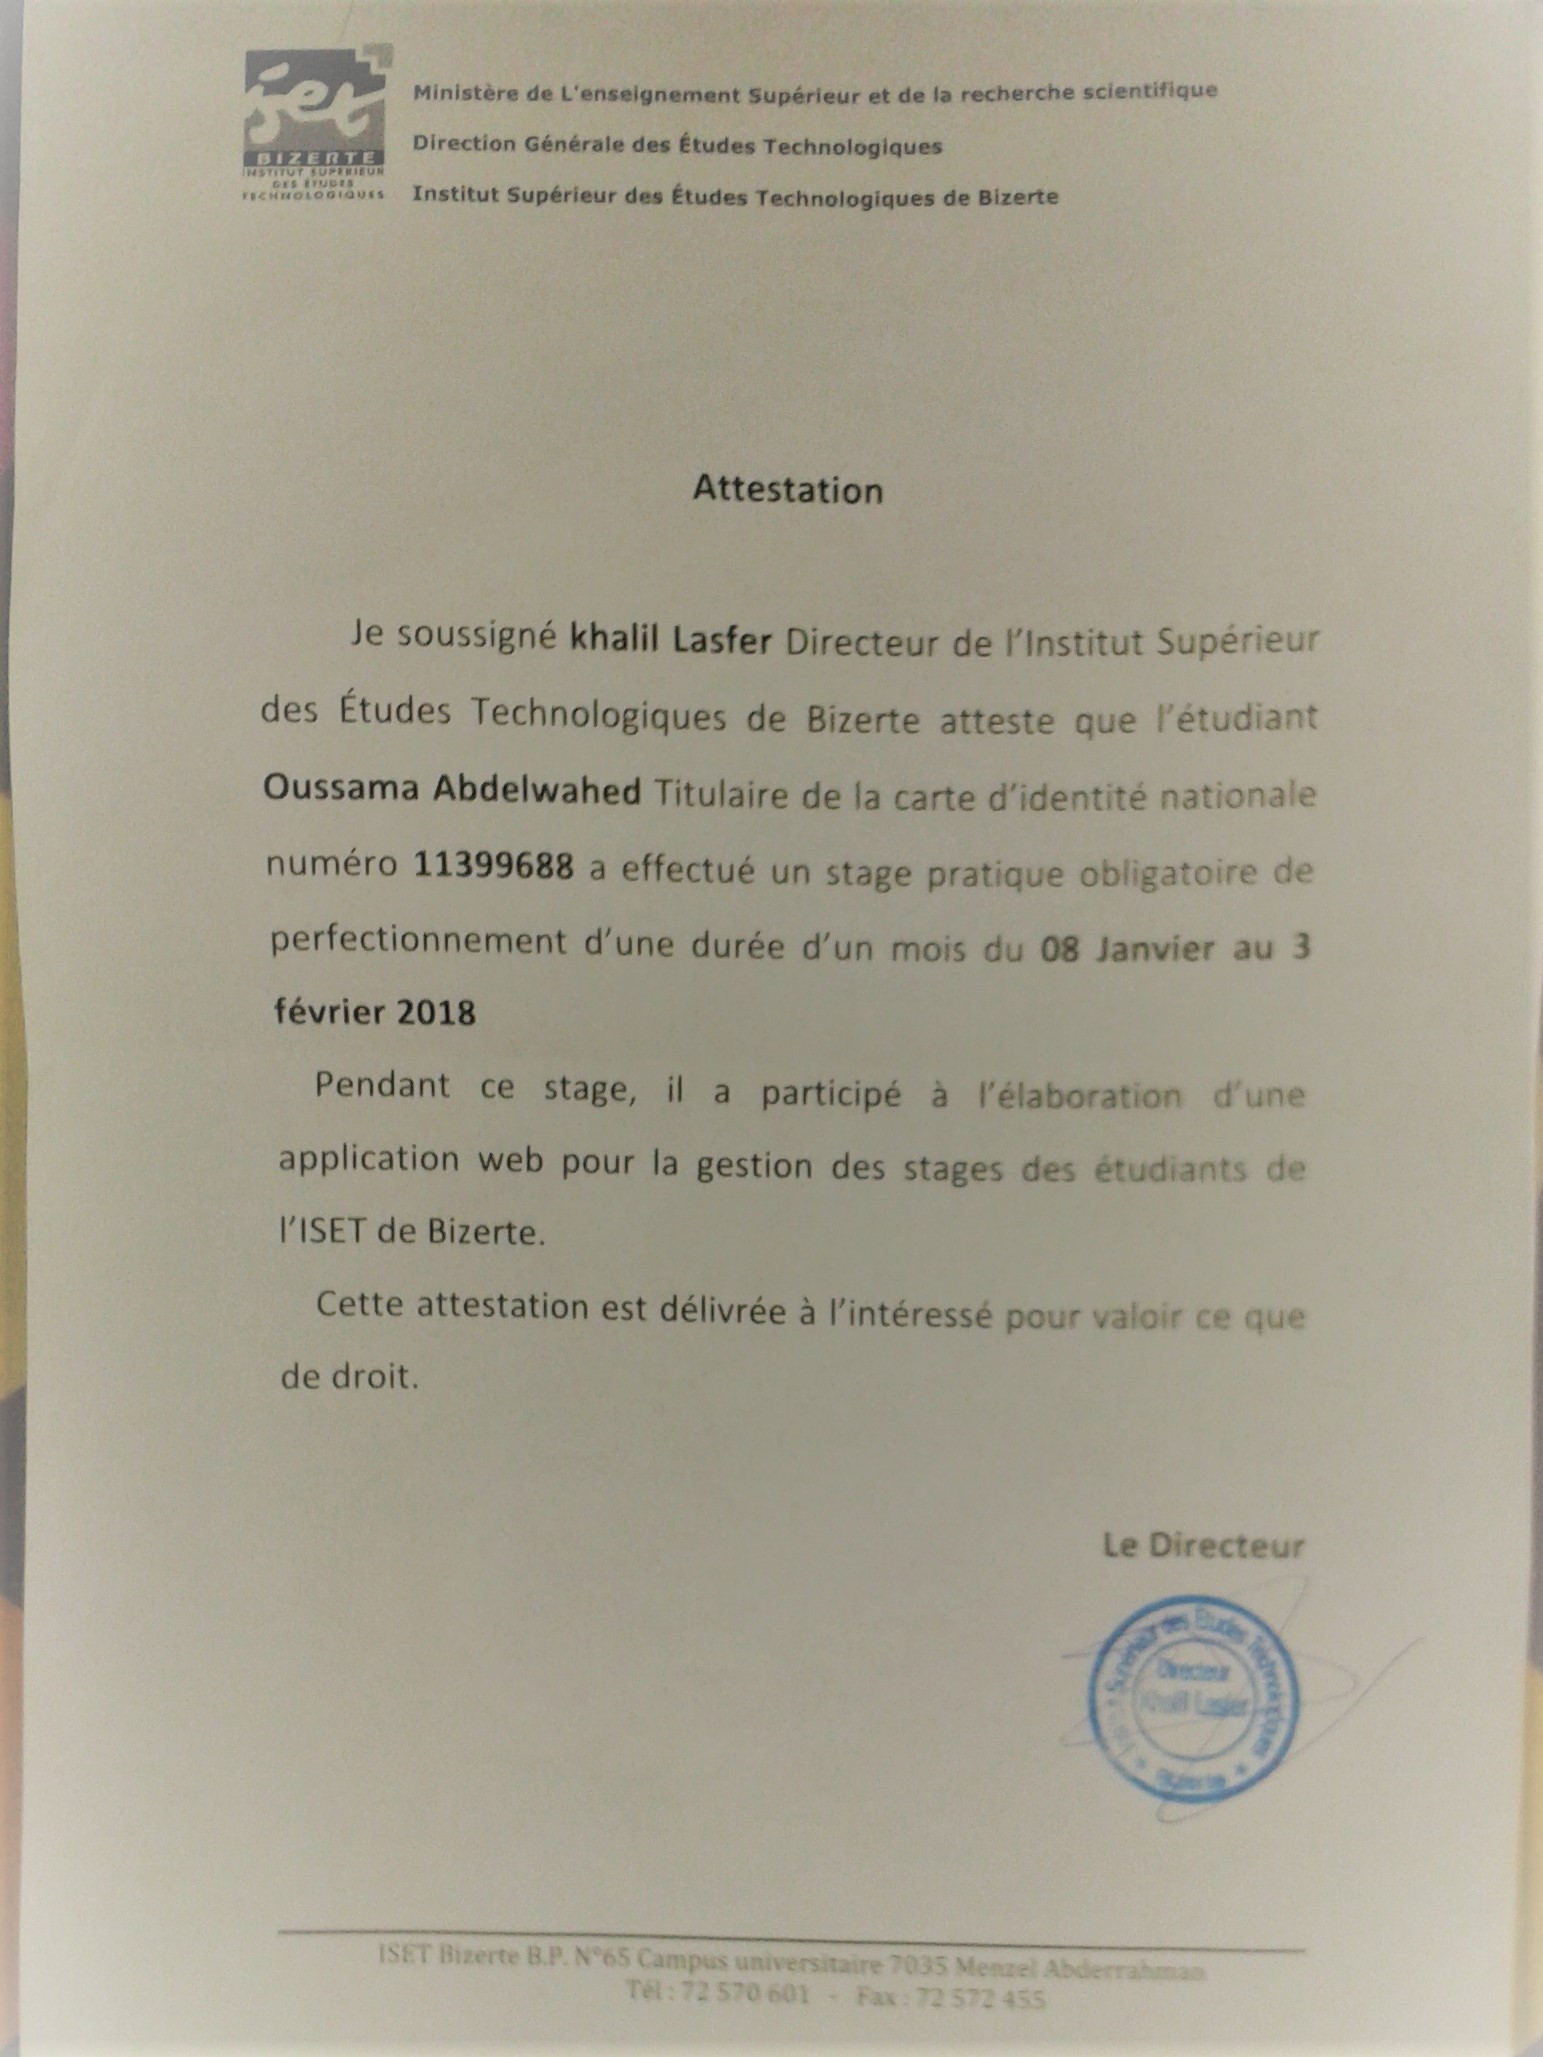 iset
BIZERTE
INSTITUT SUPERIEUR
DES ETUDES
TECHNOLOGIQUES
Ministère de L'enseignement Supérieur et de la recherche scientifique
Direction Générale des Études Technologiques
Institut Supérieur des Études Technologiques de Bizerte
Attestation
Je soussigné khalil Lasfer Directeur de l'Institut Supérieur
des Études Technologiques de Bizerte atteste que l'étudiant
Oussama Abdelwahed Titulaire de la carte d'identité nationale
numéro 11399688 a effectué un stage pratique obligatoire de
perfectionnement d'une durée d'un mois du 08 Janvier au 3
février 2018
Pendant ce stage, il a participé à l'élaboration d'une
application web pour la gestion des stages des étudiants de
l'ISET de Bizerte.
Cette attestation est délivrée à l'intéressé pour valoir ce que
de droit.
Le Directeur
Supérieur des Etudes Technologiques
Directeur
Khalil Lasfer
ISET Bizerte B.P. N°65 Campus universitaire 7035 Menzel Abderrahman
Tél : 72 570 601 - Fax : 72 572 455